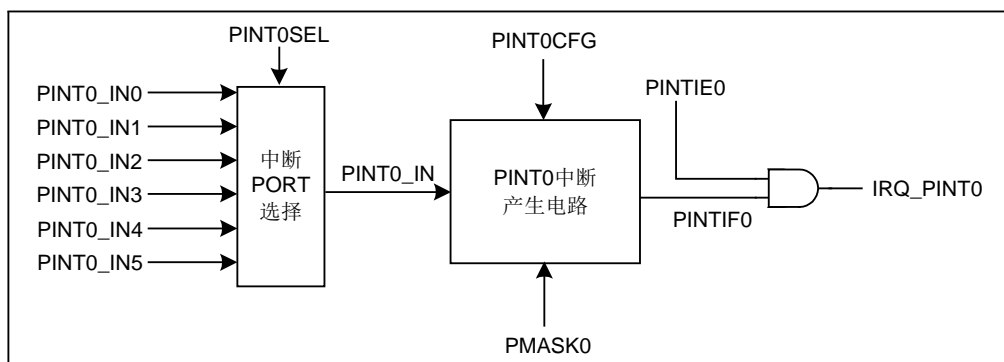 PINT0SEL
PINT0CFG
PINTIE0
PINT0_IN0
PINT0_IN1
PINT0_IN2
PINT0_IN3
PINT0_IN4
PINT0_IN5
中断
PORT
选择
PINT0_IN
PINT0中断
产生电路
PINTIF0
IRQ_PINT0
PMASK0